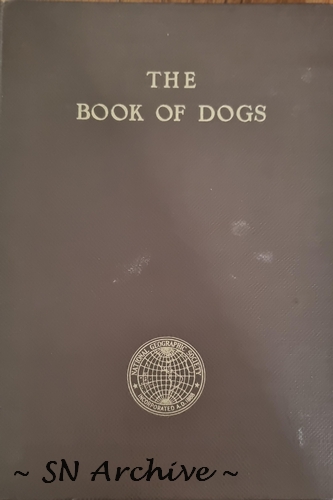 THE
BOOK OF DOGS
NATIONAL GEOGRAPHIC SOCIETY
INCORPORATED A.D. 1888
~ SN Archive ~